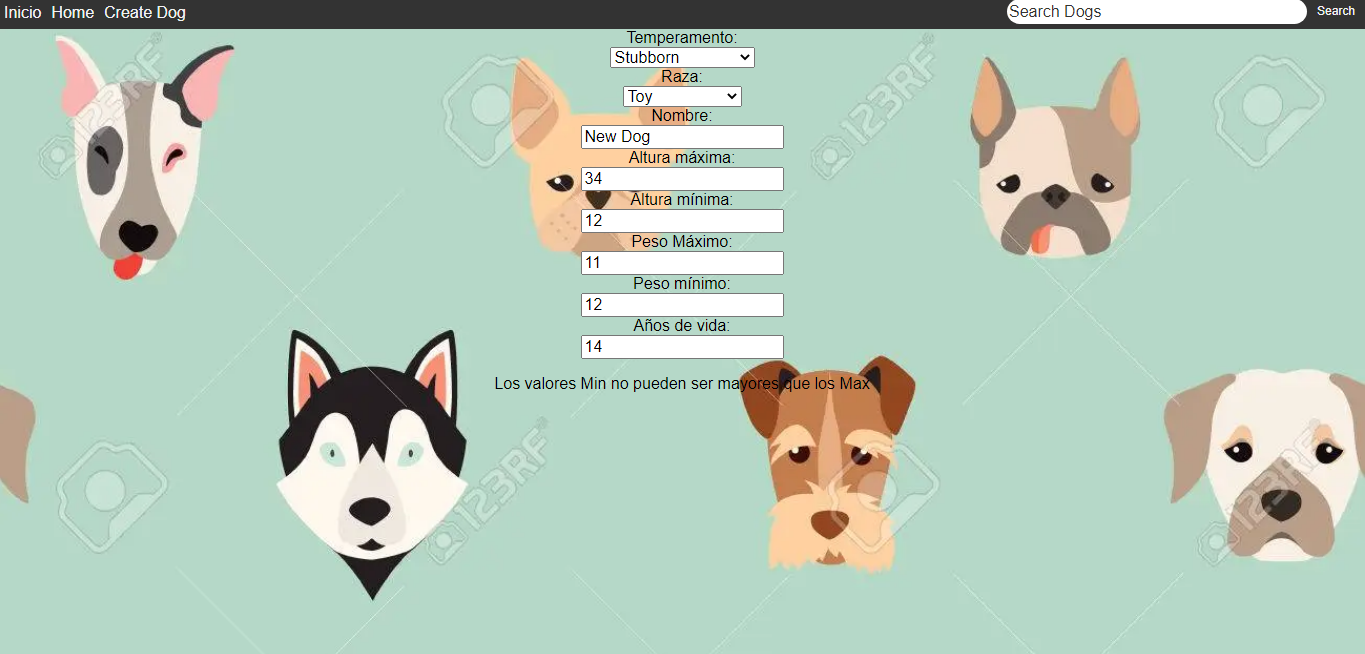 Inicio Home Create Dog Search Dogs Search
Temperamento:
Stubborn
Raza:
Toy
Nombre:
New Dog
Altura máxima:
34
Altura mínima:
12
Peso Máximo:
11
Peso mínimo:
12
Años de vida:
14
Los valores Min no pueden ser mayores que los Max
123RF
123RF
123RF
123RF